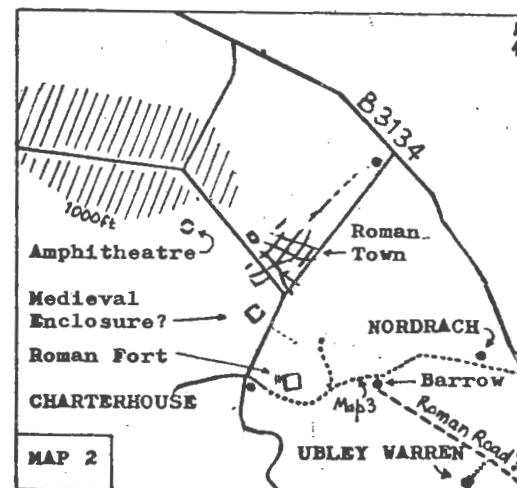 B3134
1000ft
Amphitheatre
Roman
Town
Medieval
Enclosure?
NORDRACH
Roman Fort
Barrow
CHARTERHOUSE
Map3
Roman Road
MAP 2
UBLEY WARREN